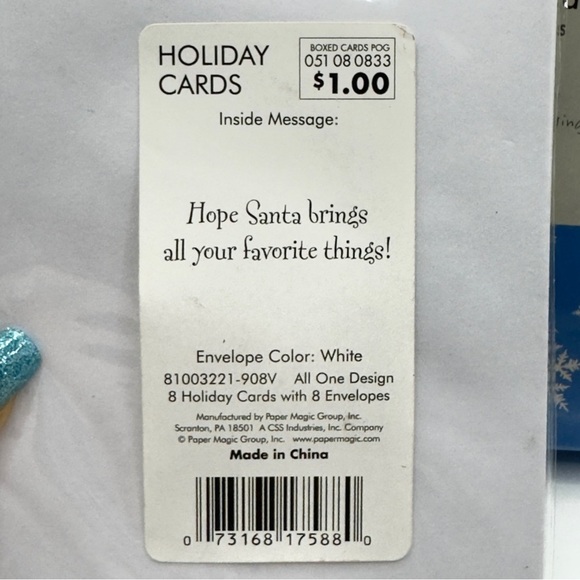 HOLIDAY
CARDS
BOXED CARDS POG
051 08 0833
$1.00
Inside Message:
Hope Santa brings
all your favorite things!
Envelope Color: White
81003221-908V All One Design
8 Holiday Cards with 8 Envelopes
Manufactured by Paper Magic Group, Inc.
Scranton, PA 18501 A CSS Industries, Inc. Company
© Paper Magic Group, Inc. www.papermagic.com
Made in China
0 73168 17588 0